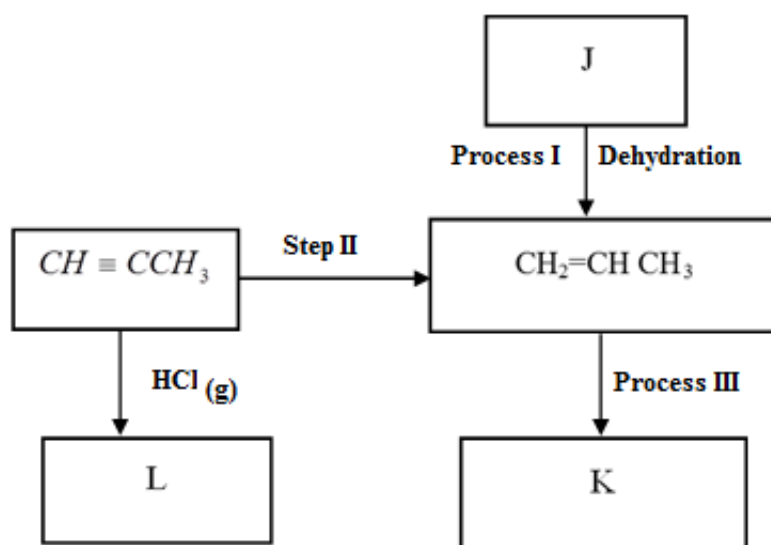 J
Process I Dehydration
CH ≡ CCH₃
Step II
CH₂=CH CH₃
HCl (g)
Process III
L
K